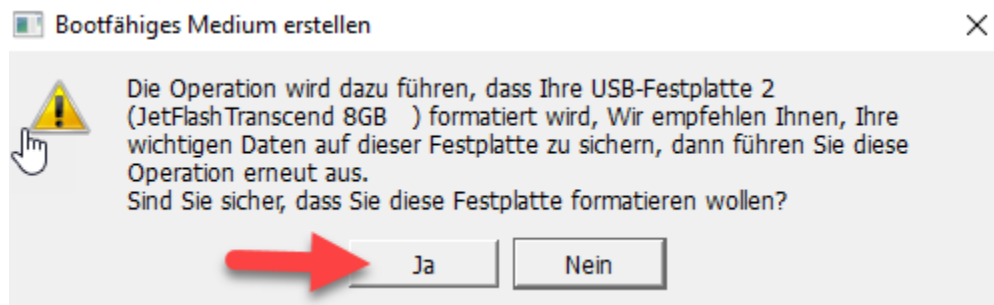 Bootfähiges Medium erstellen
Die Operation wird dazu führen, dass Ihre USB-Festplatte 2
(JetFlashTranscend 8GB   ) formatiert wird, Wir empfehlen Ihnen, Ihre
wichtigen Daten auf dieser Festplatte zu sichern, dann führen Sie diese
Operation erneut aus.
Sind Sie sicher, dass Sie diese Festplatte formatieren wollen?
Ja Nein